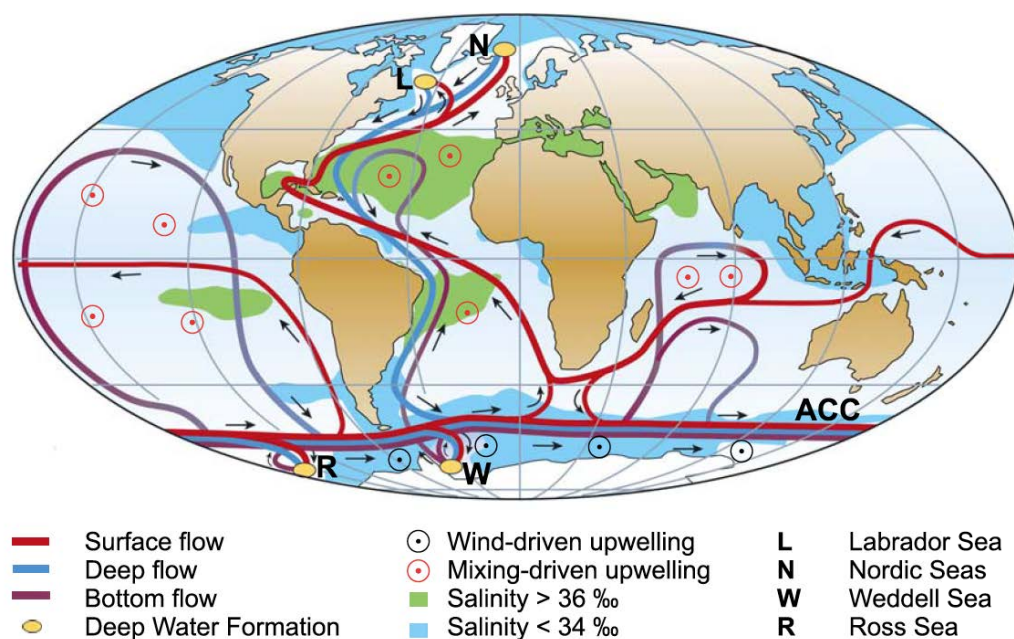 N
L
ACC
R
W
Surface flow
Deep flow
Bottom flow
Deep Water Formation
Wind-driven upwelling
Mixing-driven upwelling
Salinity > 36 ‰
Salinity < 34 ‰
L Labrador Sea
N Nordic Seas
W Weddell Sea
R Ross Sea